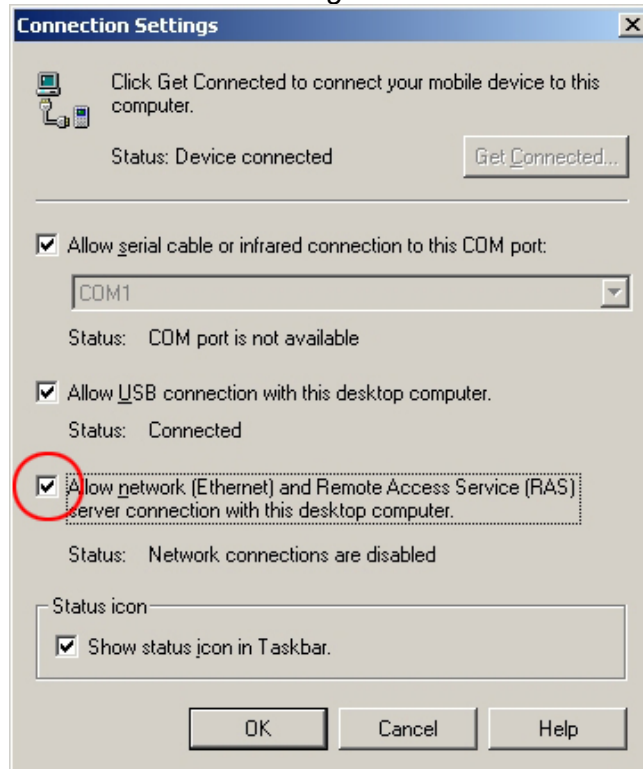 Connection Settings
Click Get Connected to connect your mobile device to this
computer.
Status: Device connected
Get Connected...
Allow serial cable or infrared connection to this COM port:
COM1
Status: COM port is not available
Allow USB connection with this desktop computer.
Status: Connected
Allow network (Ethernet) and Remote Access Service (RAS)
server connection with this desktop computer.
Status: Network connections are disabled
Status icon
Show status icon in Taskbar.
OK Cancel Help